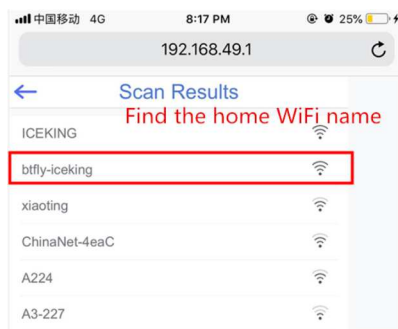 中国移动 4G 8:17 PM 25%
192.168.49.1
Scan Results
Find the home WiFi name
ICEKING
btfly-iceking
xiaoting
ChinaNet-4eaC
A224
A3-227